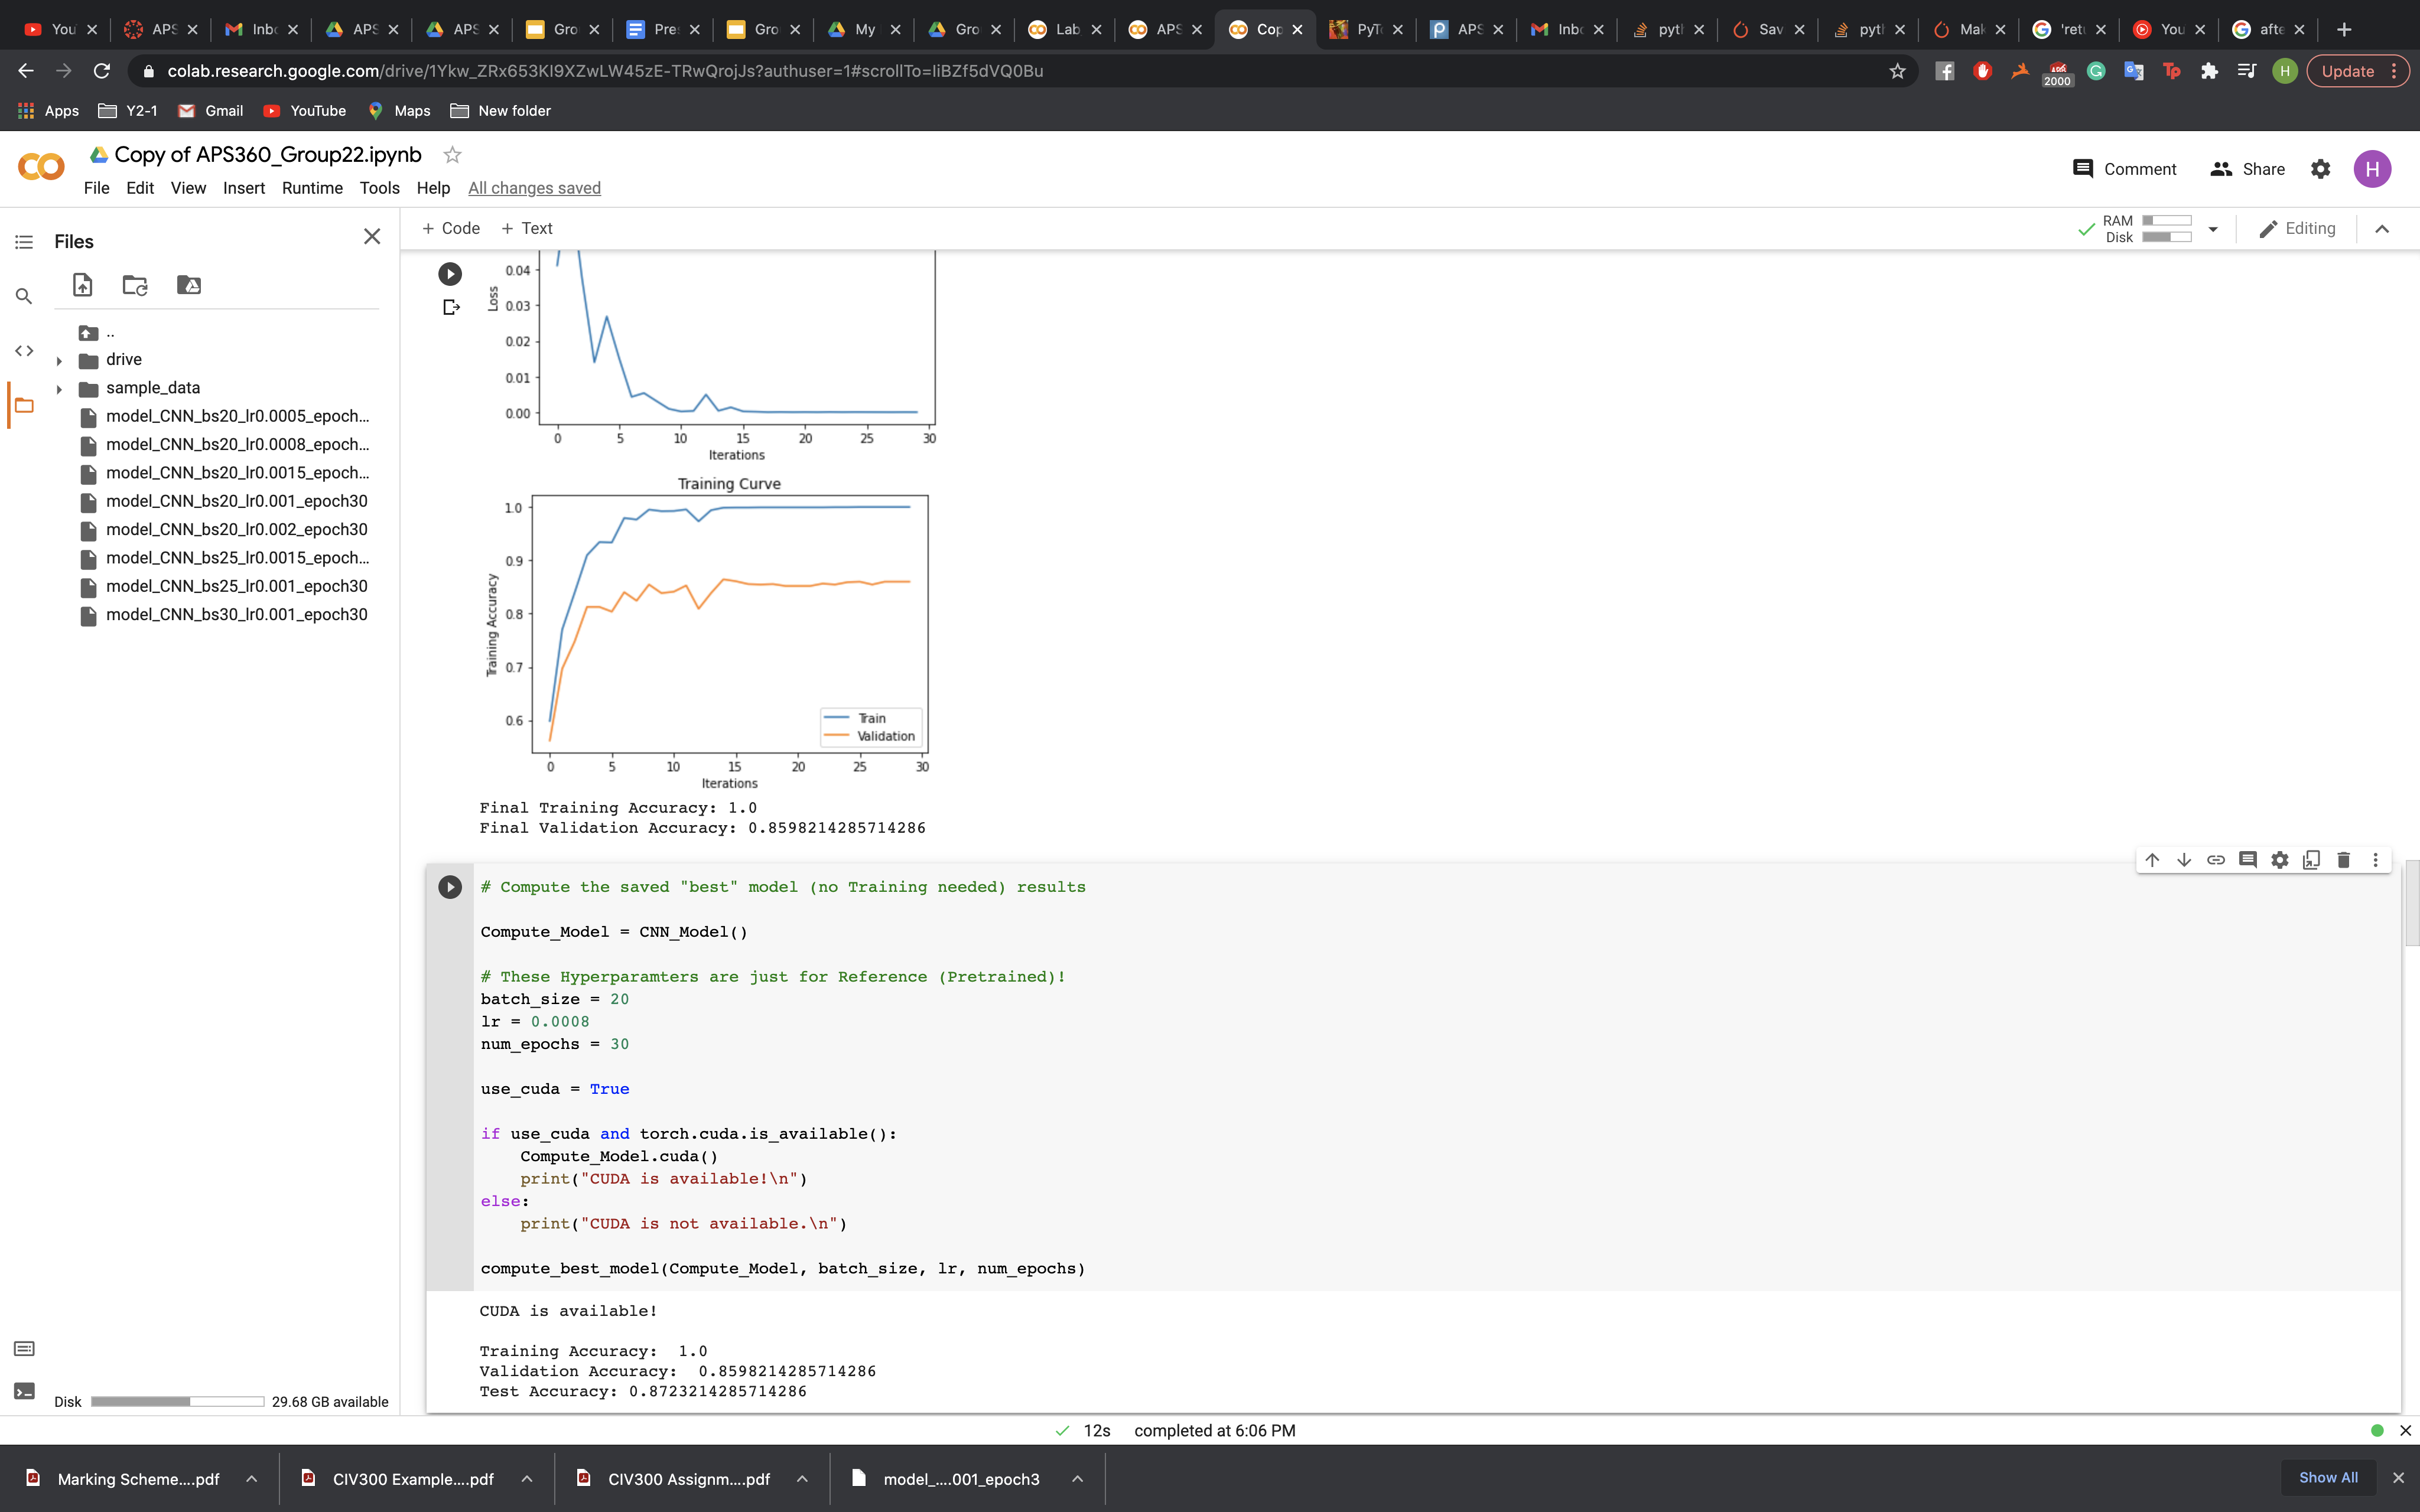 You
APS
Inbc
APS
APS
Gro
Pre
Gro
My
Gro
Lab
APS
Cop
PyTo
APS
Inbc
pyth
Sav
pyth
Mak
'retu
You
afte
colab.research.google.com/drive/1Ykw_ZRx653KI9XZwLW45zE-TRwQrojJs?authuser=1#scrollTo=IiBZf5dVQ0Bu
2000
Tp
H
Update
Apps
Y2-1
Gmail
YouTube
Maps
New folder
Copy of APS360_Group22.ipynb
File Edit View Insert Runtime Tools Help All changes saved
Comment
Share
H
Files
+ Code + Text
RAM
Disk
Editing
..
drive
sample_data
model_CNN_bs20_lr0.0005_epoch...
model_CNN_bs20_lr0.0008_epoch...
model_CNN_bs20_lr0.0015_epoch...
model_CNN_bs20_lr0.001_epoch30
model_CNN_bs20_lr0.002_epoch30
model_CNN_bs25_lr0.0015_epoch...
model_CNN_bs25_lr0.001_epoch30
model_CNN_bs30_lr0.001_epoch30
Disk
29.68 GB available
Loss
0.04
0.03
0.02
0.01
0.00
0 5 10 15 20 25 30
Iterations
Training Curve
Training Accuracy
1.0
0.9
0.8
0.7
0.6
Train
Validation
0 5 10 15 20 25 30
Iterations
Final Training Accuracy: 1.0
Final Validation Accuracy: 0.8598214285714286
# Compute the saved "best" model (no Training needed) results
Compute_Model = CNN_Model()
# These Hyperparamters are just for Reference (Pretrained)!
batch_size = 20
lr = 0.0008
num_epochs = 30
use_cuda = True
if use_cuda and torch.cuda.is_available():
Compute_Model.cuda()
print("CUDA is available!\n")
else:
print("CUDA is not available.\n")
compute_best_model(Compute_Model, batch_size, lr, num_epochs)
CUDA is available!
Training Accuracy: 1.0
Validation Accuracy: 0.8598214285714286
Test Accuracy: 0.8723214285714286
12s completed at 6:06 PM
Marking Scheme....pdf
CIV300 Example....pdf
CIV300 Assignm....pdf
model_....001_epoch3
Show All